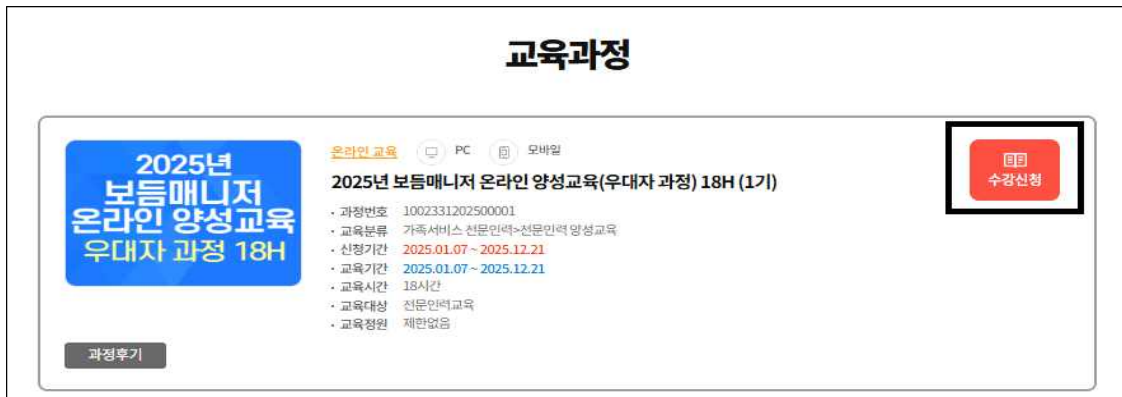 교육과정
2025년
보듬매니저
온라인 양성교육
우대자 과정 18H
온라인 교육 PC 모바일
2025년 보듬매니저 온라인 양성교육(우대자 과정) 18H (1기)
· 과정번호 1002331202500001
· 교육분류 가족서비스 전문인력>전문인력 양성교육
· 신청기간 2025.01.07 ~ 2025.12.21
· 교육기간 2025.01.07 ~ 2025.12.21
· 교육시간 18시간
· 교육대상 전문인력교육
· 교육정원 제한없음
수강신청
과정후기